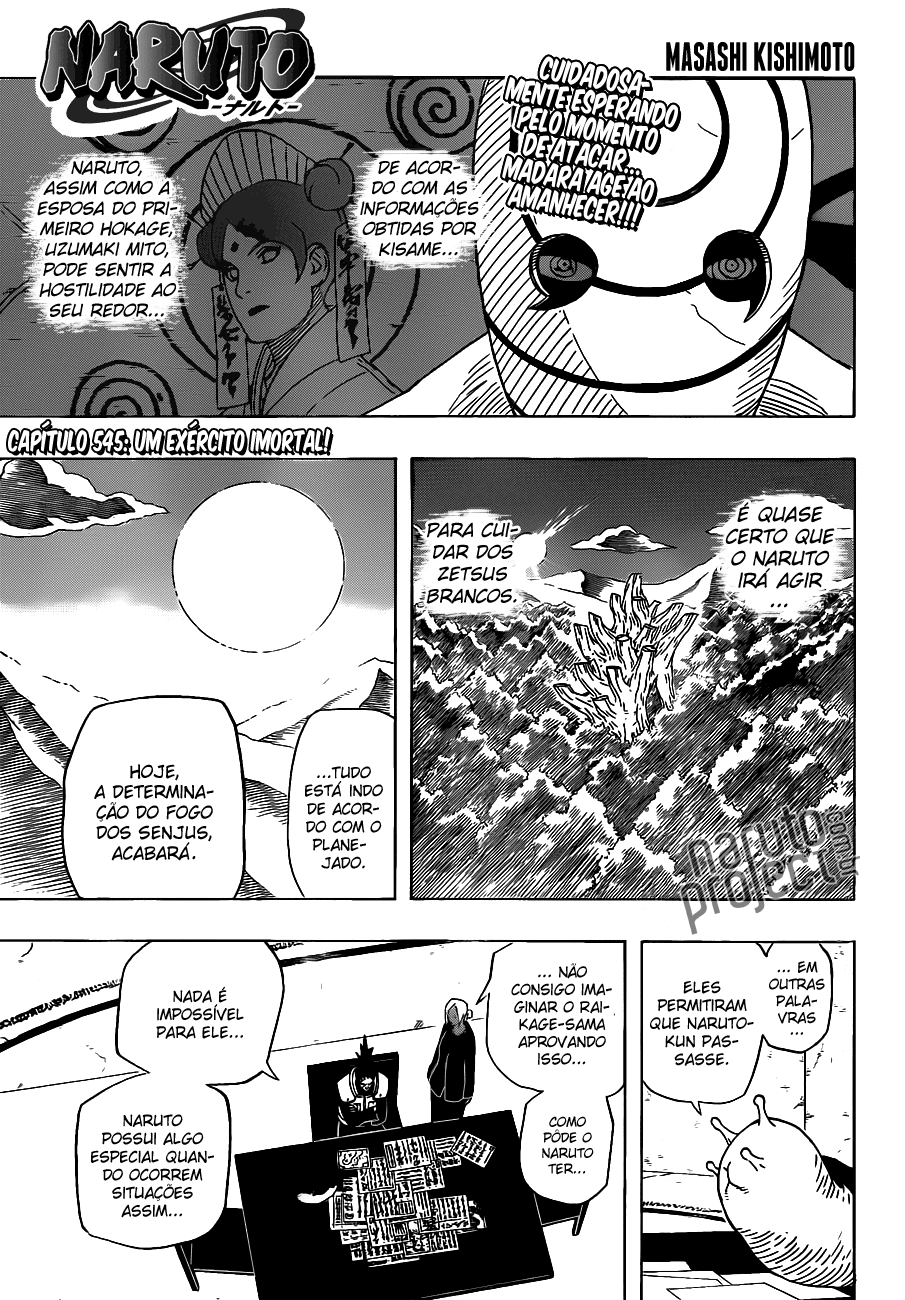 NARUTO
-ナルト-
MASASHI KISHIMOTO
CUIDADOSA-
MENTE ESPERANDO
PELO MOMENTO
DE ATACAR...
MADARA AGE AO
AMANHECER!!!
DE ACOR-
DO COM AS
INFORMAÇÕES
OBTIDAS POR
KISAME...
NARUTO,
ASSIM COMO A
ESPOSA DO PRI-
MEIRO HOKAGE,
UZUMAKI MITO,
PODE SENTIR A
HOSTILIDADE AO
SEU REDOR...
CAPÍTULO 545: UM EXÉRCITO IMORTAL!
É QUASE
CERTO QUE
O NARUTO
IRÁ AGIR
...
PARA CUI-
DAR DOS
ZETSUS
BRANCOS.
...TUDO
ESTÁ INDO
DE ACOR-
DO COM O
PLANE-
JADO.
HOJE,
A DETERMINA-
ÇÃO DO FOGO
DOS SENJUS,
ACABARÁ.
naruto
project
.com.br
... EM
OUTRAS
PALA-
VRAS
...
ELES
PERMITIRAM
QUE NARUTO-
KUN PAS-
SASSE.
... NÃO
CONSIGO IMA-
GINAR O RAI-
KAGE-SAMA
APROVANDO
ISSO...
COMO
PÔDE O
NARUTO
TER...
NADA É
IMPOSSÍVEL
PARA ELE...
NARUTO
POSSUI ALGO
ESPECIAL QUAN-
DO OCORREM
SITUAÇÕES
ASSIM...